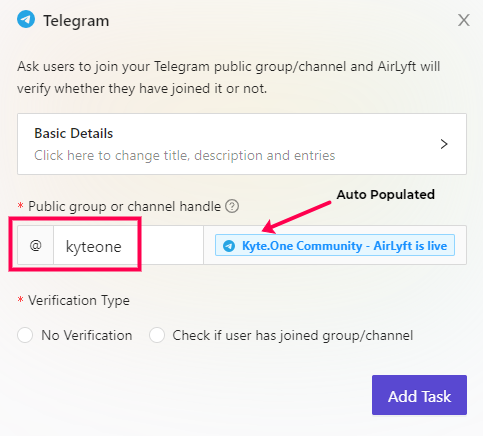 Telegram
X
Ask users to join your Telegram public group/channel and AirLyft will
verify whether they have joined it or not.
Basic Details
Click here to change title, description and entries
* Public group or channel handle ?
Auto Populated
@ kyteone
Kyte.One Community - AirLyft is live
* Verification Type
No Verification
Check if user has joined group/channel
Add Task